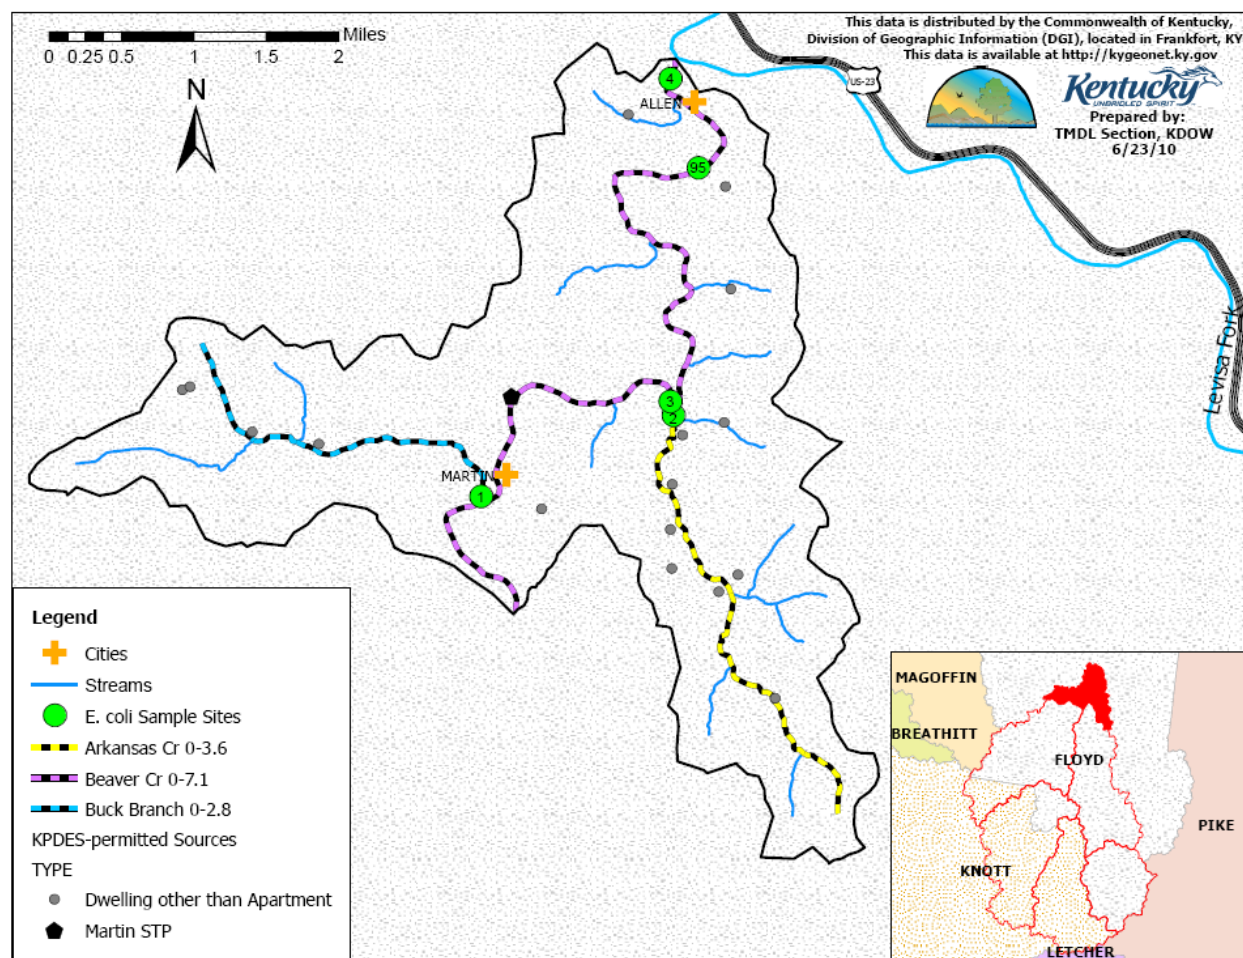 This data is distributed by the Commonwealth of Kentucky,
Division of Geographic Information (DGI), located in Frankfort, KY
This data is available at http://kygeonet.ky.gov
Miles
0 0.25 0.5 1 1.5 2
N
US-23
Kentucky
UNBRIDLED SPIRIT
Prepared by:
TMDL Section, KDOW
6/23/10
4
ALLEN
95
Levisa Fork
3
2
MARTIN
1
Legend
Cities
Streams
E. coli Sample Sites
Arkansas Cr 0-3.6
Beaver Cr 0-7.1
Buck Branch 0-2.8
KPDES-permitted Sources
TYPE
Dwelling other than Apartment
Martin STP
MAGOFFIN
BREATHITT
FLOYD
PIKE
KNOTT
LETCHER